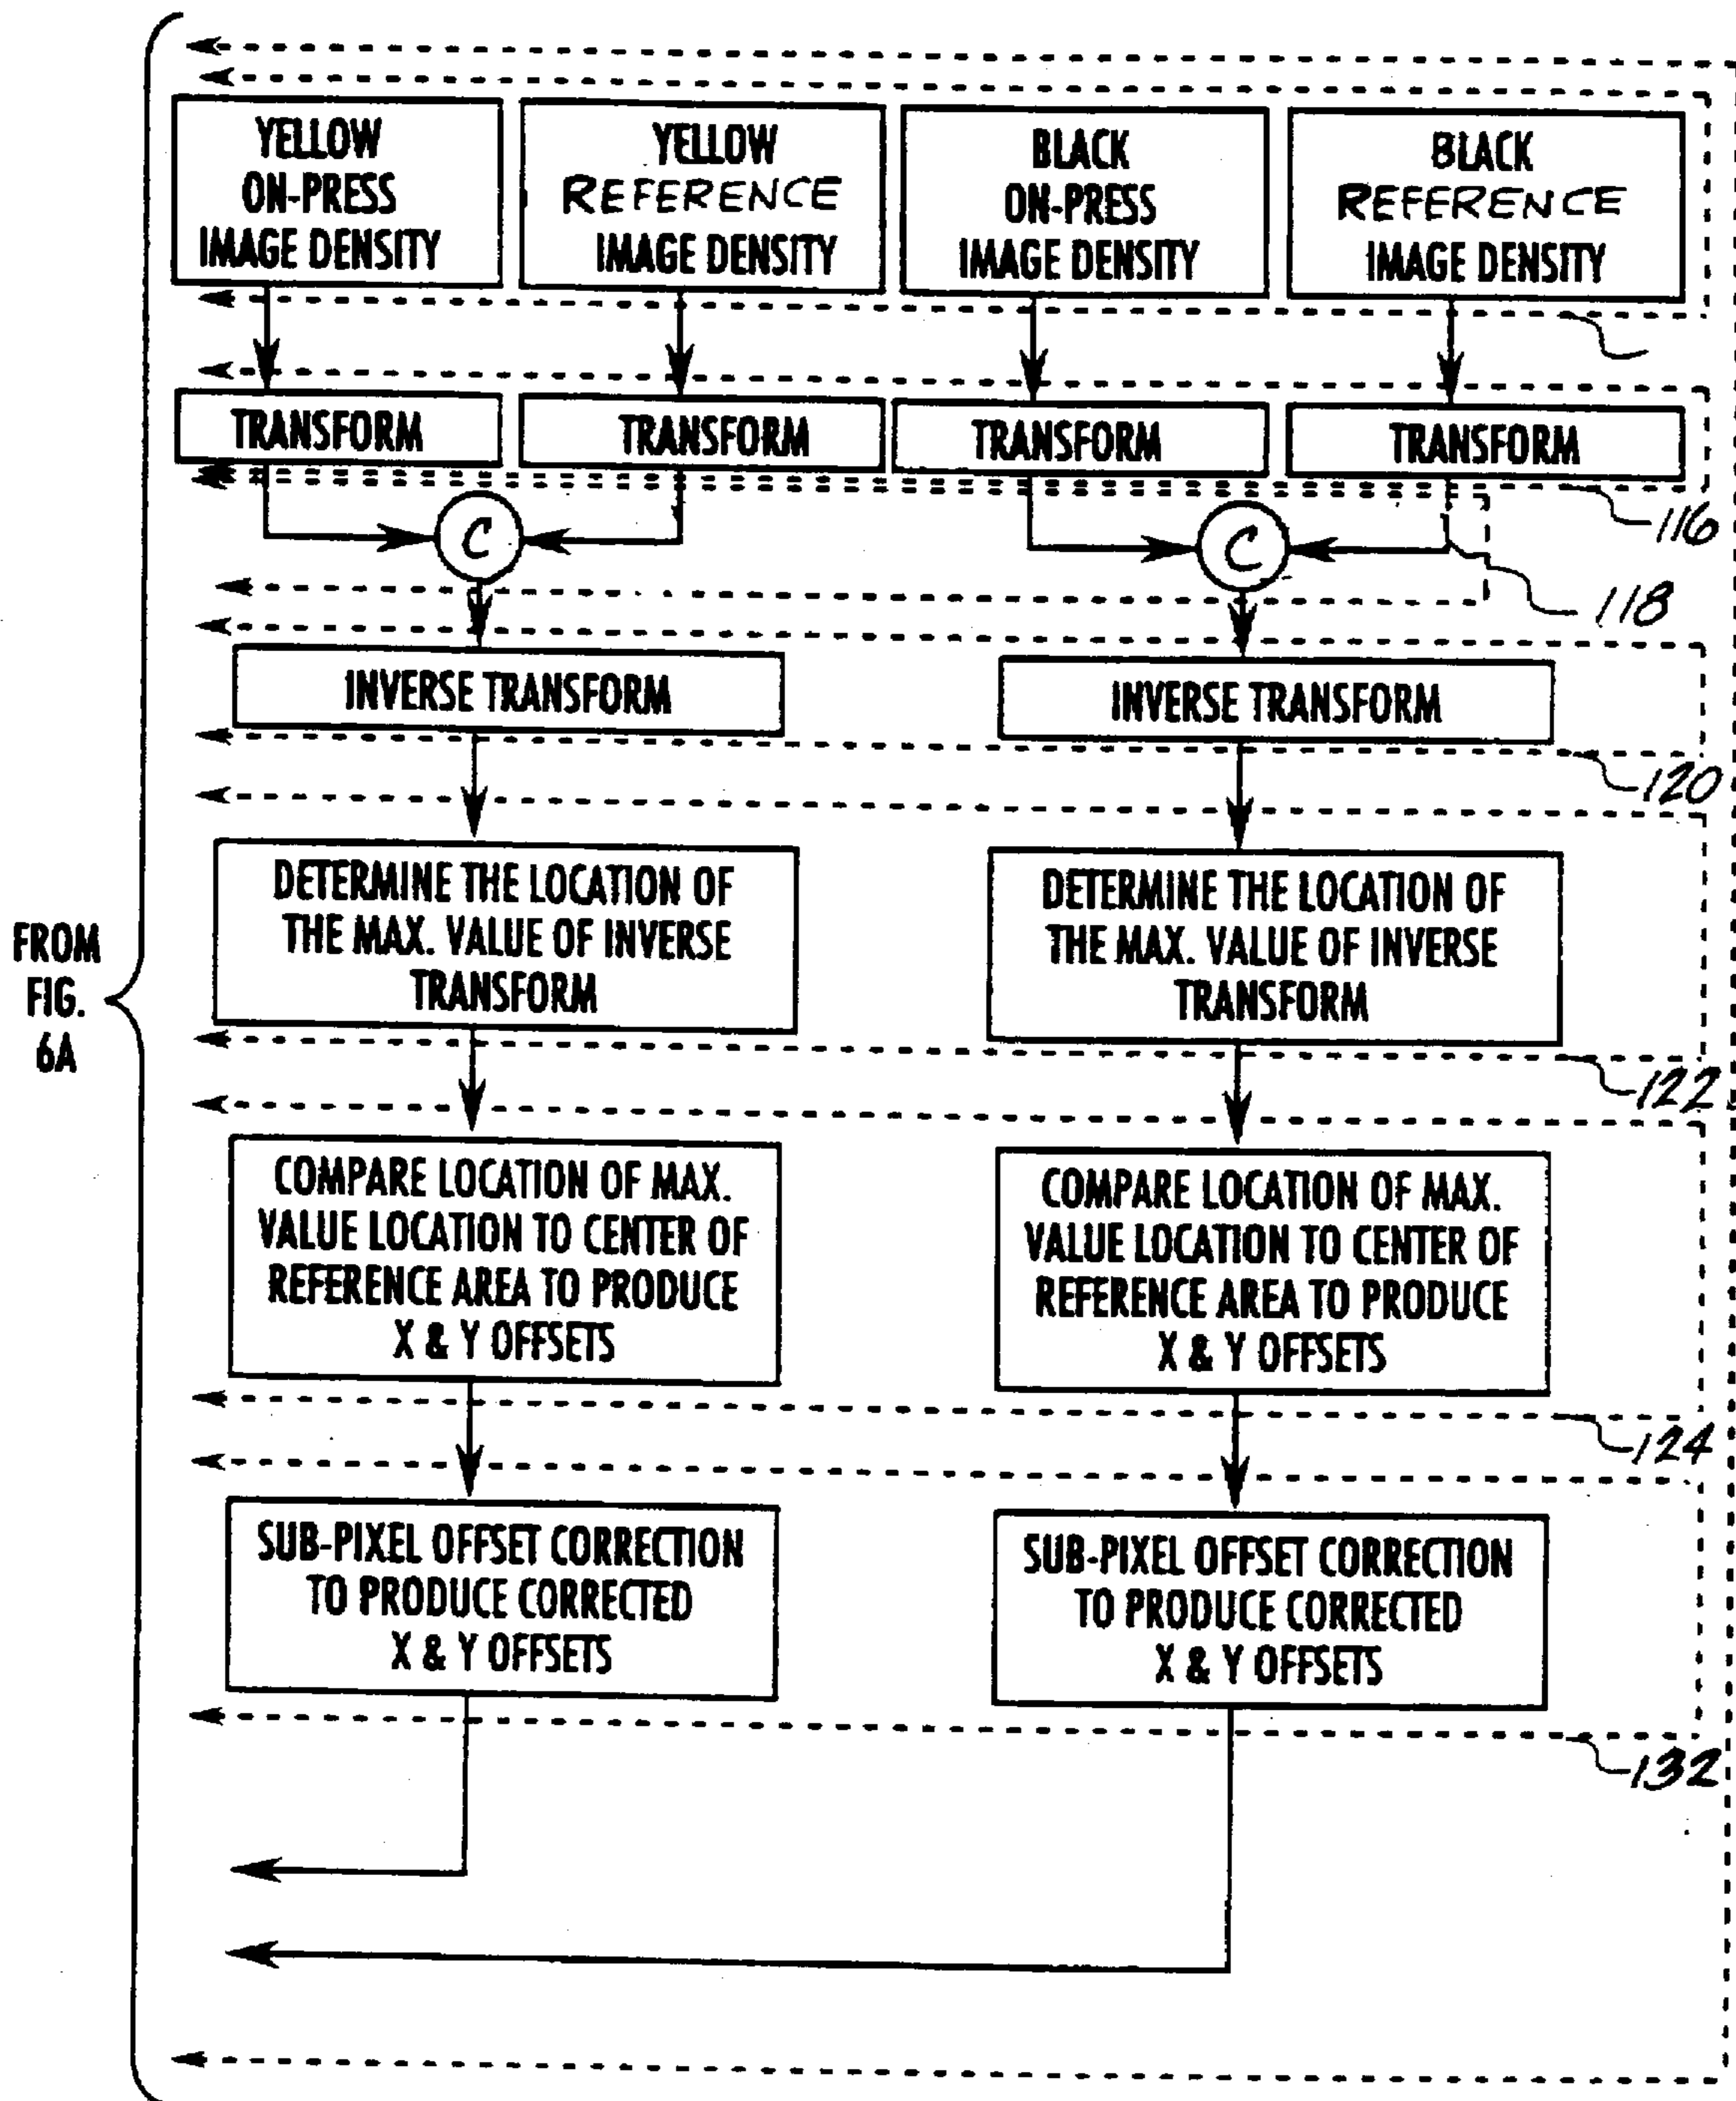 YELLOW
ON-PRESS
IMAGE DENSITY
YELLOW
REFERENCE
IMAGE DENSITY
BLACK
ON-PRESS
IMAGE DENSITY
BLACK
REFERENCE
IMAGE DENSITY
TRANSFORM
TRANSFORM
TRANSFORM
TRANSFORM
116
C
C
118
INVERSE TRANSFORM
INVERSE TRANSFORM
120
DETERMINE THE LOCATION OF
THE MAX. VALUE OF INVERSE
TRANSFORM
DETERMINE THE LOCATION OF
THE MAX. VALUE OF INVERSE
TRANSFORM
FROM
FIG.
6A
122
COMPARE LOCATION OF MAX.
VALUE LOCATION TO CENTER OF
REFERENCE AREA TO PRODUCE
X & Y OFFSETS
COMPARE LOCATION OF MAX.
VALUE LOCATION TO CENTER OF
REFERENCE AREA TO PRODUCE
X & Y OFFSETS
124
SUB-PIXEL OFFSET CORRECTION
TO PRODUCE CORRECTED
X & Y OFFSETS
SUB-PIXEL OFFSET CORRECTION
TO PRODUCE CORRECTED
X & Y OFFSETS
132